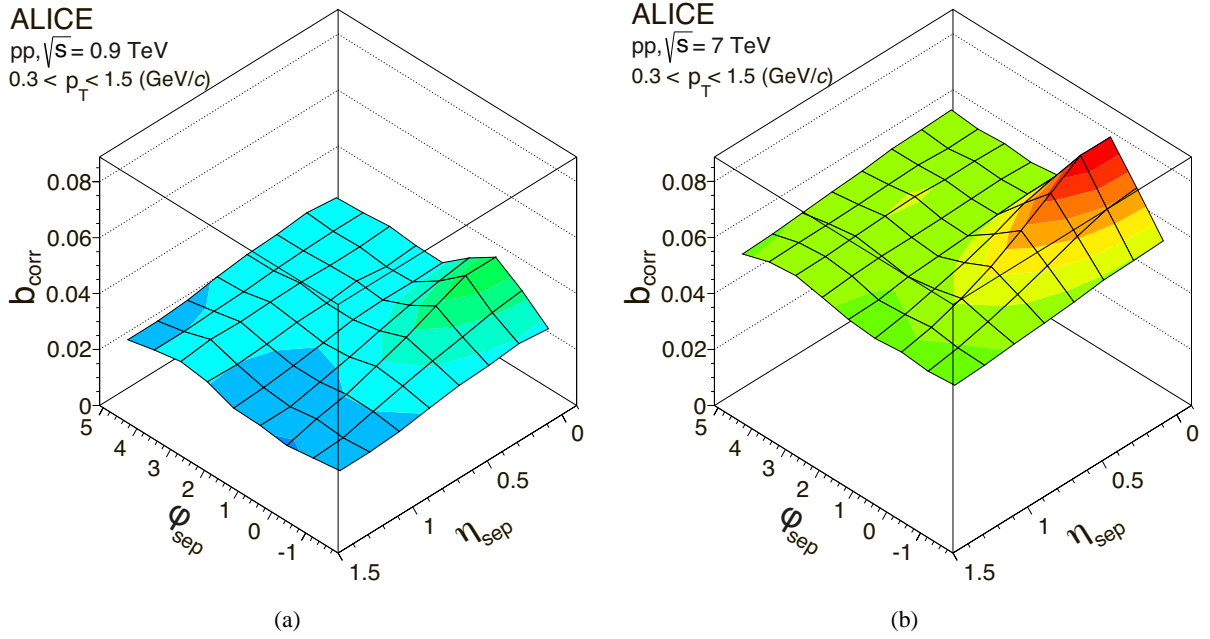 ALICE
pp, √s = 0.9 TeV
0.3 < p_T < 1.5 (GeV/c)
b_corr
0.08
0.06
0.04
0.02
0
5
4
3
2
1
0
-1
φ_sep
0
0.5
1
1.5
η_sep
(a)
ALICE
pp, √s = 7 TeV
0.3 < p_T < 1.5 (GeV/c)
b_corr
0.08
0.06
0.04
0.02
0
5
4
3
2
1
0
-1
φ_sep
0
0.5
1
1.5
η_sep
(b)